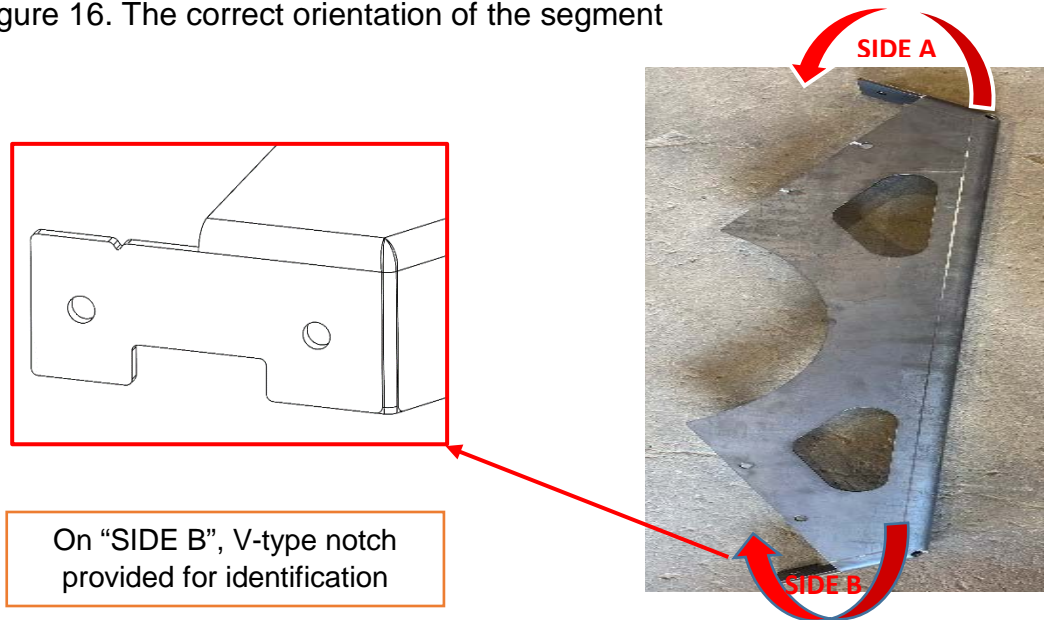 gure 16. The correct orientation of the segment
SIDE A
On “SIDE B”, V-type notch
provided for identification
SIDE B